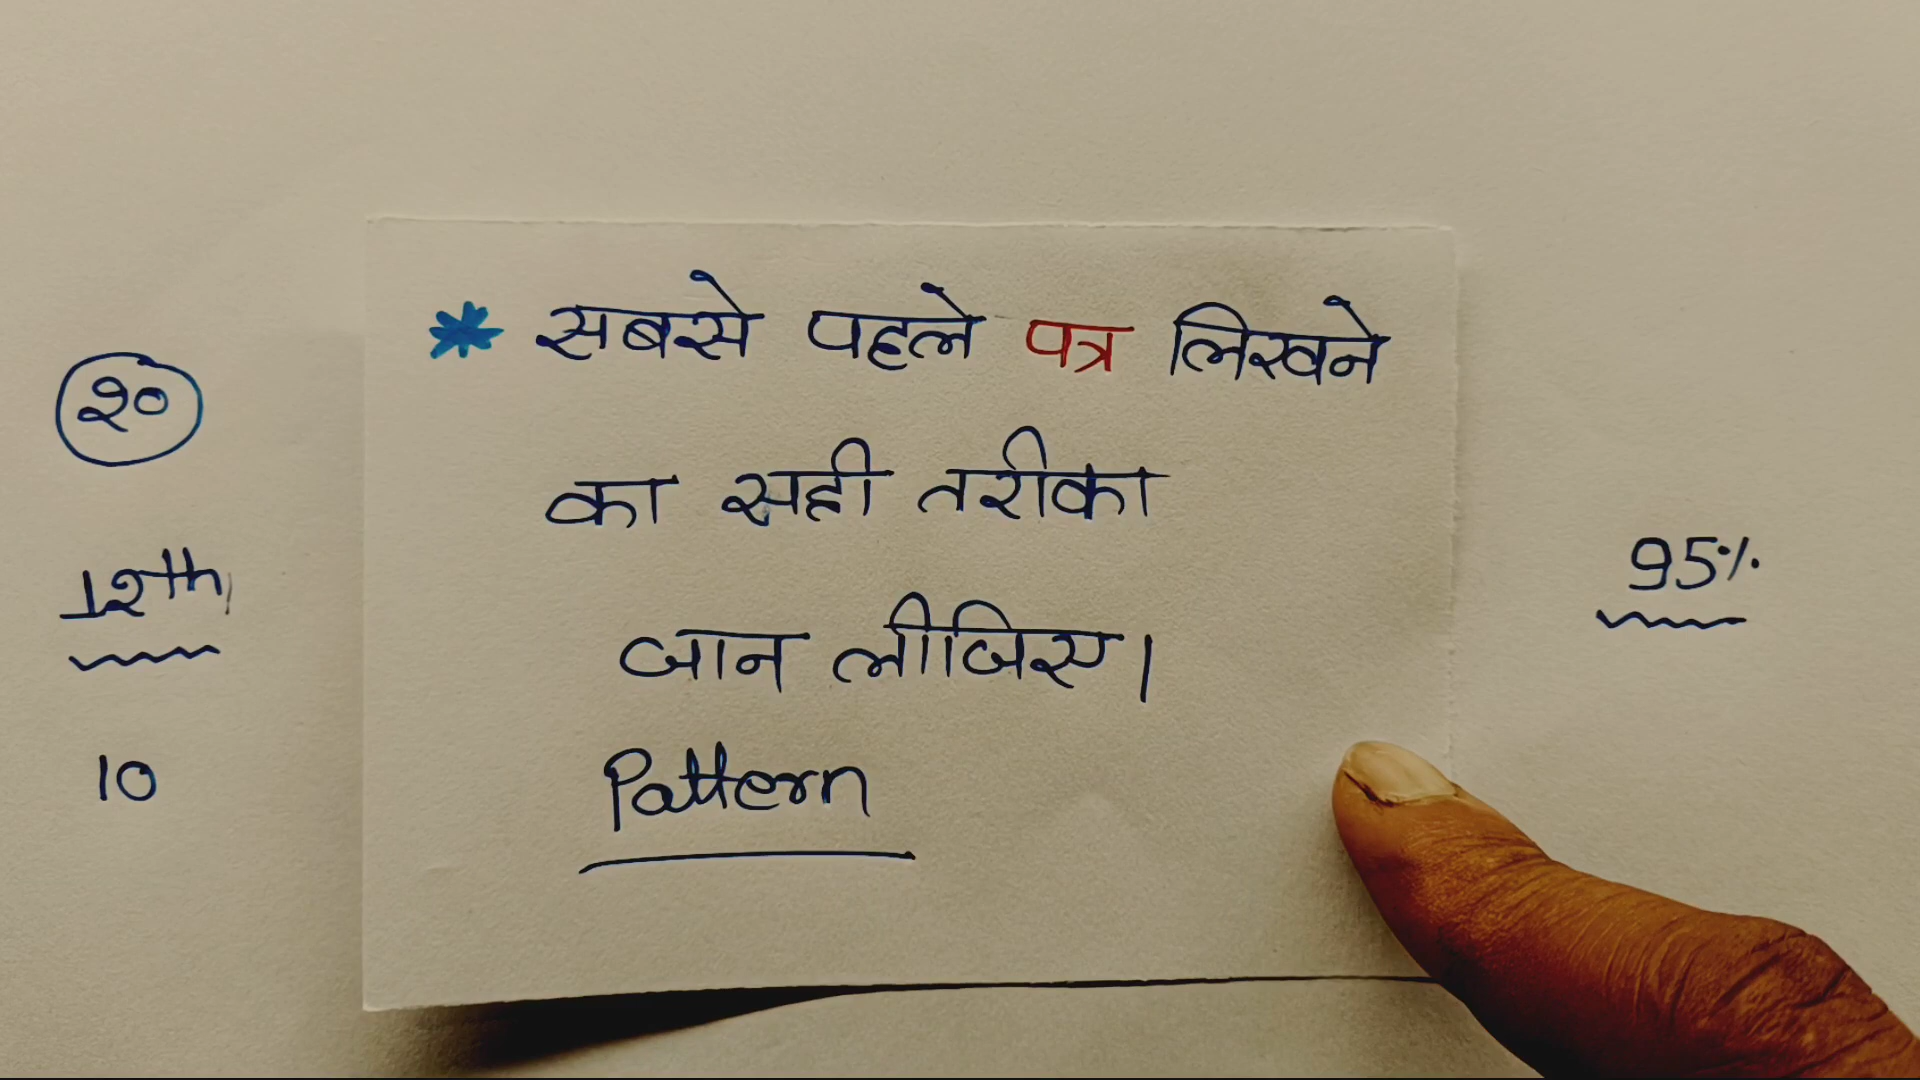 * सबसे पहले पत्र लिखने
का सही तरीका
जान लीजिए।
Pattern
२०
12th
10
95%